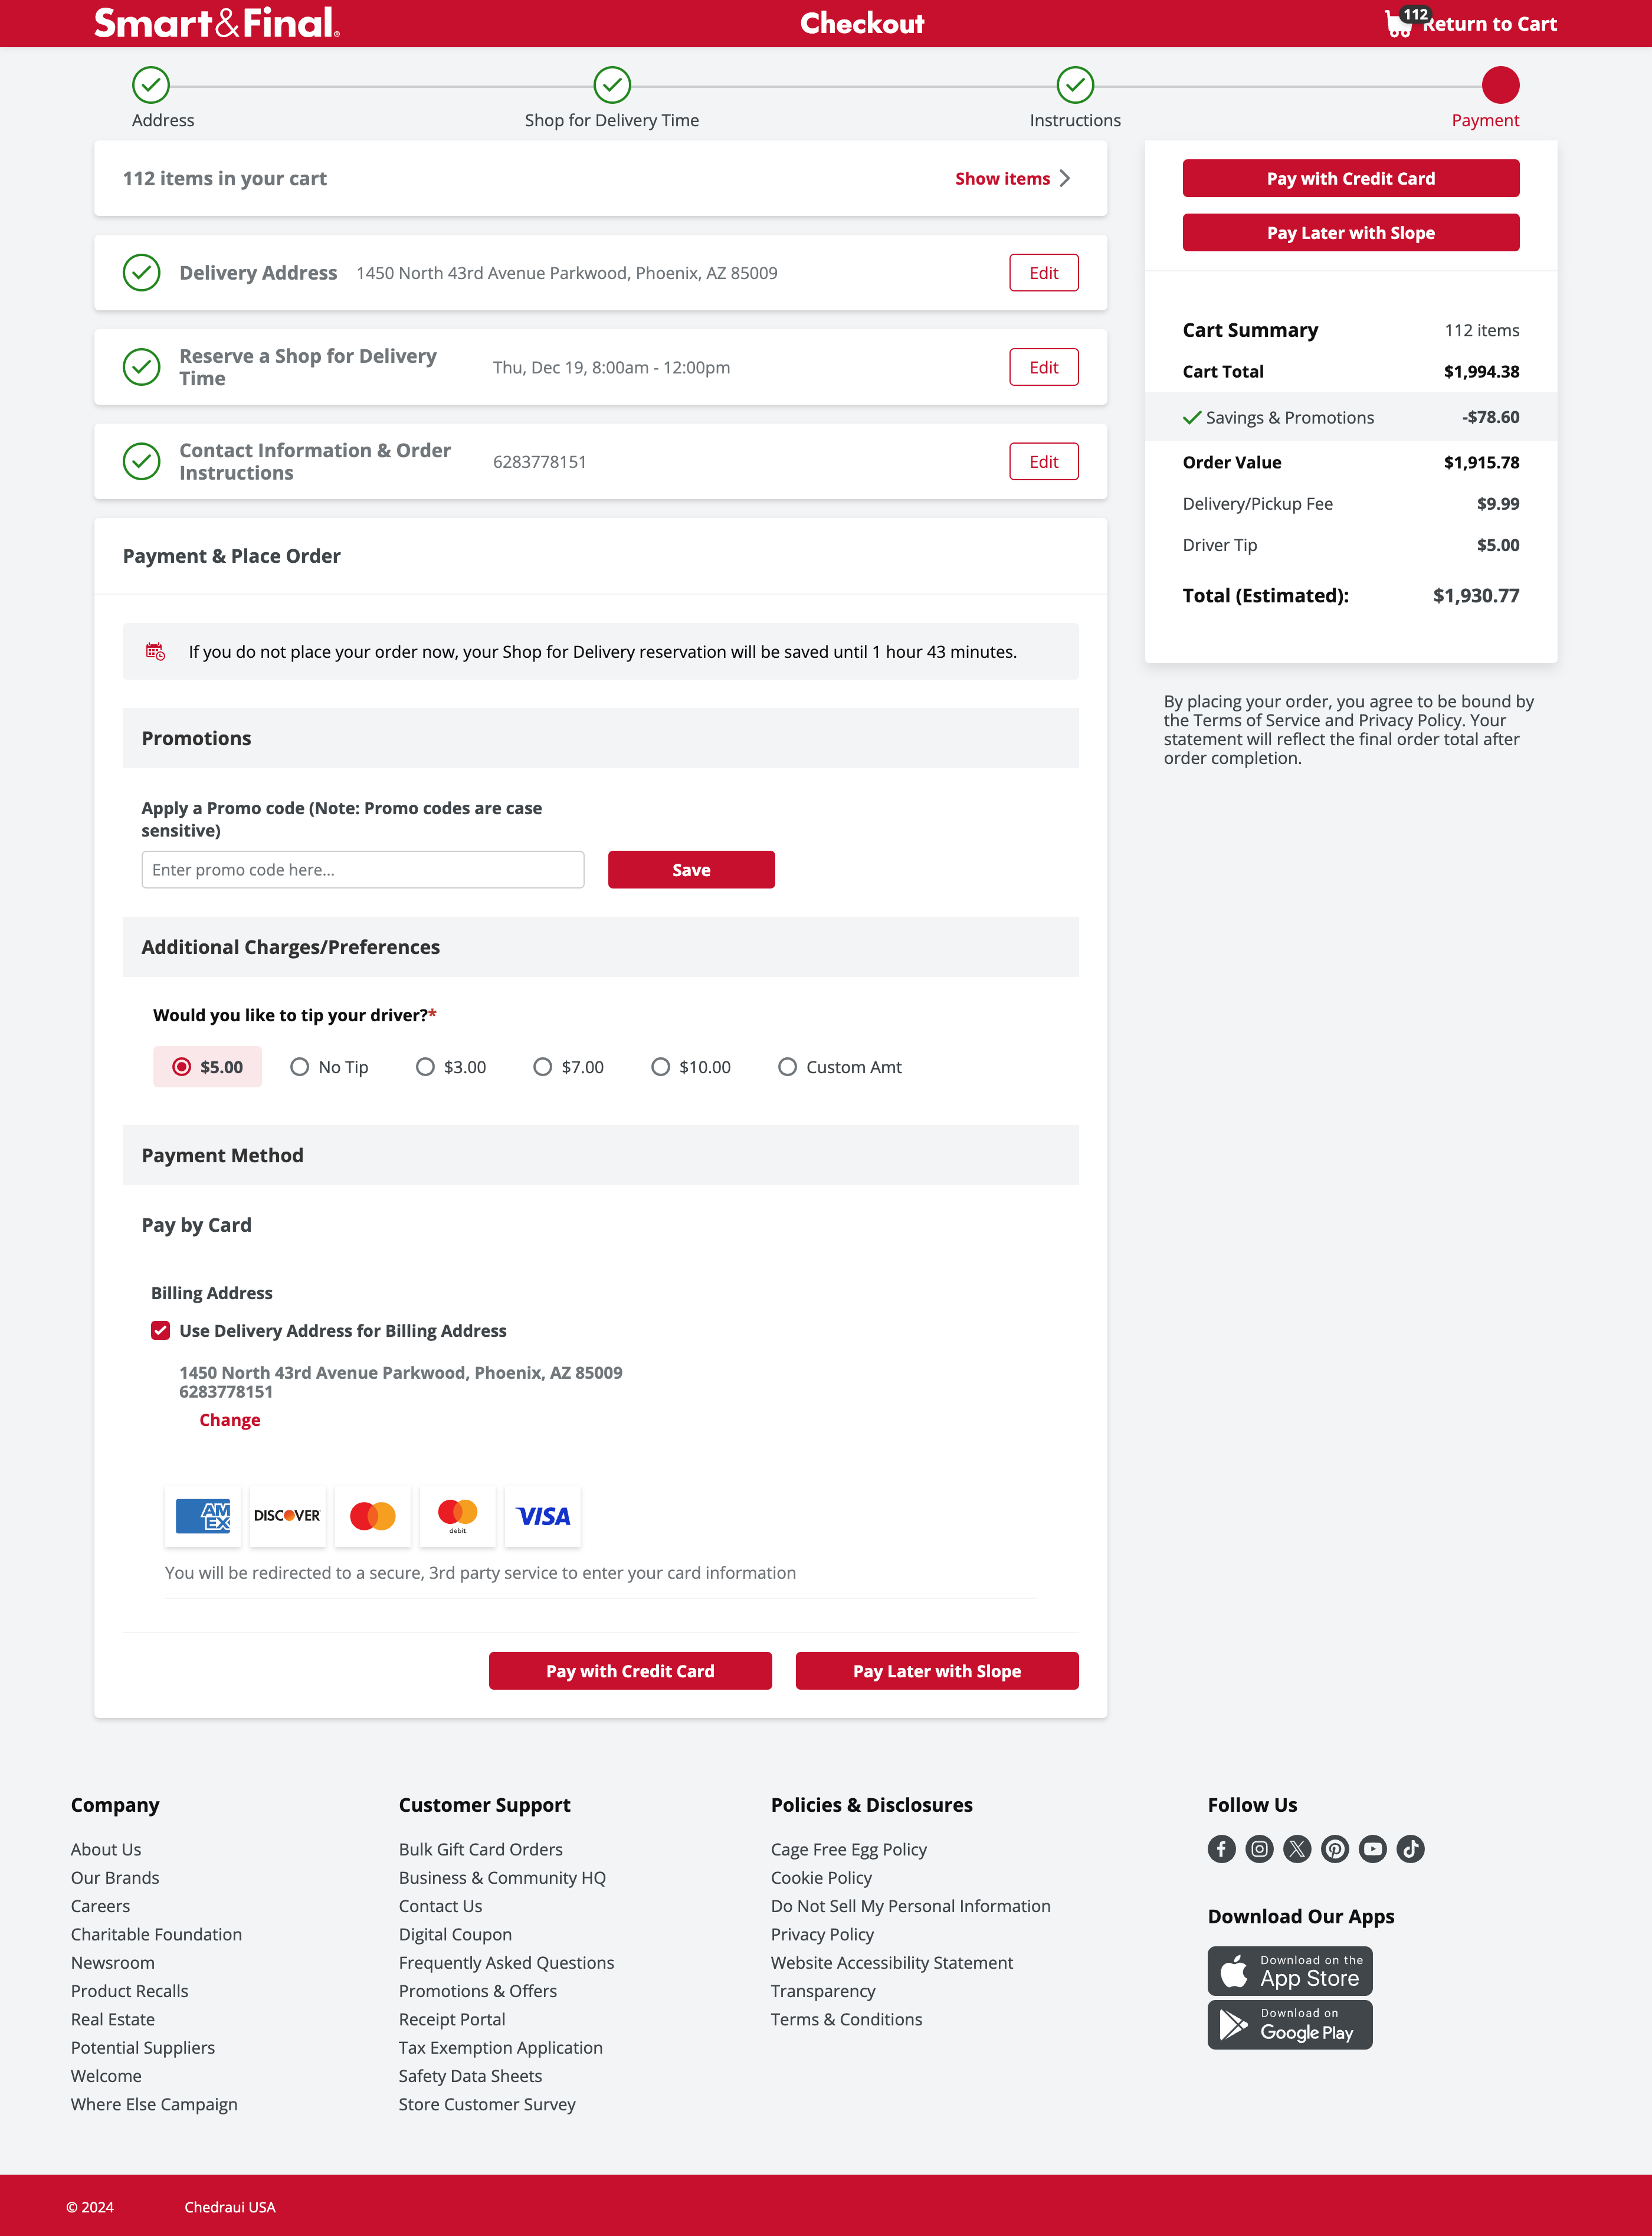 Smart&Final®
Checkout
112
Return to Cart
Address
Shop for Delivery Time
Instructions
Payment
112 items in your cart
Show items
Delivery Address
1450 North 43rd Avenue Parkwood, Phoenix, AZ 85009
Edit
Reserve a Shop for Delivery
Time
Thu, Dec 19, 8:00am - 12:00pm
Edit
Contact Information & Order
Instructions
6283778151
Edit
Payment & Place Order
If you do not place your order now, your Shop for Delivery reservation will be saved until 1 hour 43 minutes.
Promotions
Apply a Promo code (Note: Promo codes are case
sensitive)
Enter promo code here...
Save
Additional Charges/Preferences
Would you like to tip your driver?*
$5.00
No Tip
$3.00
$7.00
$10.00
Custom Amt
Payment Method
Pay by Card
Billing Address
Use Delivery Address for Billing Address
1450 North 43rd Avenue Parkwood, Phoenix, AZ 85009
6283778151
Change
AM
EX
DISCOVER
debit
VISA
You will be redirected to a secure, 3rd party service to enter your card information
Pay with Credit Card
Pay Later with Slope
Pay with Credit Card
Pay Later with Slope
Cart Summary
112 items
Cart Total
$1,994.38
Savings & Promotions
-$78.60
Order Value
$1,915.78
Delivery/Pickup Fee
$9.99
Driver Tip
$5.00
Total (Estimated):
$1,930.77
By placing your order, you agree to be bound by
the Terms of Service and Privacy Policy. Your
statement will reflect the final order total after
order completion.
Company
About Us
Our Brands
Careers
Charitable Foundation
Newsroom
Product Recalls
Real Estate
Potential Suppliers
Welcome
Where Else Campaign
Customer Support
Bulk Gift Card Orders
Business & Community HQ
Contact Us
Digital Coupon
Frequently Asked Questions
Promotions & Offers
Receipt Portal
Tax Exemption Application
Safety Data Sheets
Store Customer Survey
Policies & Disclosures
Cage Free Egg Policy
Cookie Policy
Do Not Sell My Personal Information
Privacy Policy
Website Accessibility Statement
Transparency
Terms & Conditions
Follow Us
Download Our Apps
Download on the
App Store
Download on
Google Play
© 2024
Chedraui USA